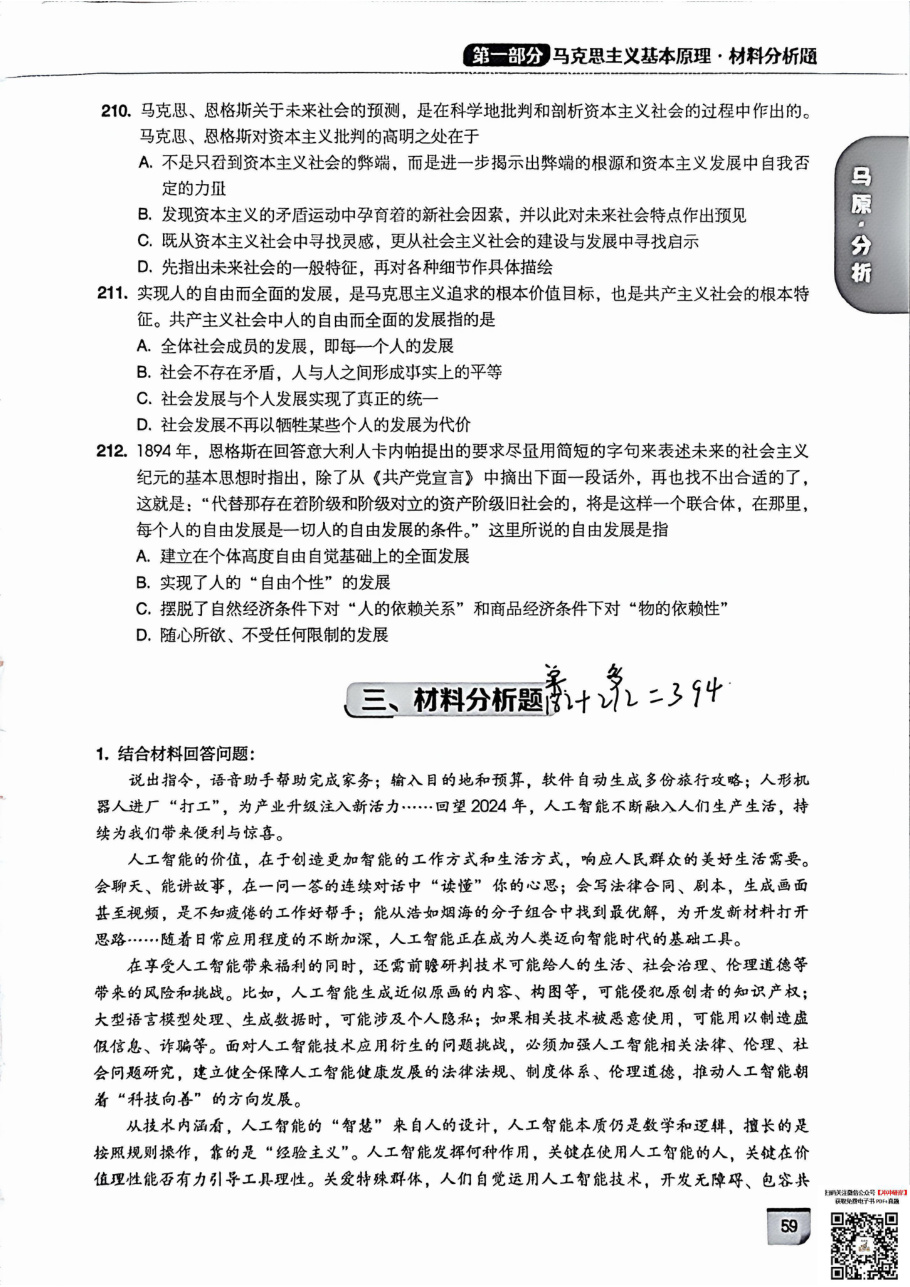 第一部分 马克思主义基本原理·材料分析题
210. 马克思、恩格斯关于未来社会的预测，是在科学地批判和剖析资本主义社会的过程中作出的。
马克思、恩格斯对资本主义批判的高明之处在于
A. 不是只看到资本主义社会的弊端，而是进一步揭示出弊端的根源和资本主义发展中自我否
定的力量
B. 发现资本主义的矛盾运动中孕育着的新社会因素，并以此对未来社会特点作出预见
C. 既从资本主义社会中寻找灵感，更从社会主义社会的建设与发展中寻找启示
D. 先指出未来社会的一般特征，再对各种细节作具体描绘
211. 实现人的自由而全面的发展，是马克思主义追求的根本价值目标，也是共产主义社会的根本特
征。共产主义社会中人的自由而全面的发展指的是
A. 全体社会成员的发展，即每一个人的发展
B. 社会不存在矛盾，人与人之间形成事实上的平等
C. 社会发展与个人发展实现了真正的统一
D. 社会发展不再以牺牲某些个人的发展为代价
212. 1894 年，恩格斯在回答意大利人卡内帕提出的要求尽量用简短的字句来表述未来的社会主义
纪元的基本思想时指出，除了从《共产党宣言》中摘出下面一段话外，再也找不出合适的了，
这就是：“代替那存在着阶级和阶级对立的资产阶级旧社会的，将是这样一个联合体，在那里，
每个人的自由发展是一切人的自由发展的条件。”这里所说的自由发展是指
A. 建立在个体高度自由自觉基础上的全面发展
B. 实现了人的“自由个性”的发展
C. 摆脱了自然经济条件下对“人的依赖关系”和商品经济条件下对“物的依赖性”
D. 随心所欲、不受任何限制的发展
单 多
三、材料分析题 182+212=394
1. 结合材料回答问题：
说出指令，语音助手帮助完成家务；输入目的地和预算，软件自动生成多份旅行攻略；人形机
器人进厂“打工”，为产业升级注入新活力……回望 2024 年，人工智能不断融入人们生产生活，持
续为我们带来便利与惊喜。
人工智能的价值，在于创造更加智能的工作方式和生活方式，响应人民群众的美好生活需要。
会聊天、能讲故事，在一问一答的连续对话中“读懂”你的心思；会写法律合同、剧本，生成画面
甚至视频，是不知疲倦的工作好帮手；能从浩如烟海的分子组合中找到最优解，为开发新材料打开
思路……随着日常应用程度的不断加深，人工智能正在成为人类迈向智能时代的基础工具。
在享受人工智能带来福利的同时，还需前瞻研判技术可能给人的生活、社会治理、伦理道德等
带来的风险和挑战。比如，人工智能生成近似原画的内容、构图等，可能侵犯原创者的知识产权；
大型语言模型处理、生成数据时，可能涉及个人隐私；如果相关技术被恶意使用，可能用以制造虚
假信息、诈骗等。面对人工智能技术应用衍生的问题挑战，必须加强人工智能相关法律、伦理、社
会问题研究，建立健全保障人工智能健康发展的法律法规、制度体系、伦理道德，推动人工智能朝
着“科技向善”的方向发展。
从技术内涵看，人工智能的“智慧”来自人的设计，人工智能本质仍是数学和逻辑，擅长的是
按照规则操作，靠的是“经验主义”。人工智能发挥何种作用，关键在使用人工智能的人，关键在价
值理性能否有力引导工具理性。关爱特殊群体，人们自觉运用人工智能技术，开发无障碍、包容共
马原·分析
59
扫码关注微信公众号【冲冲研资】
获取免费电子书PDF+真题